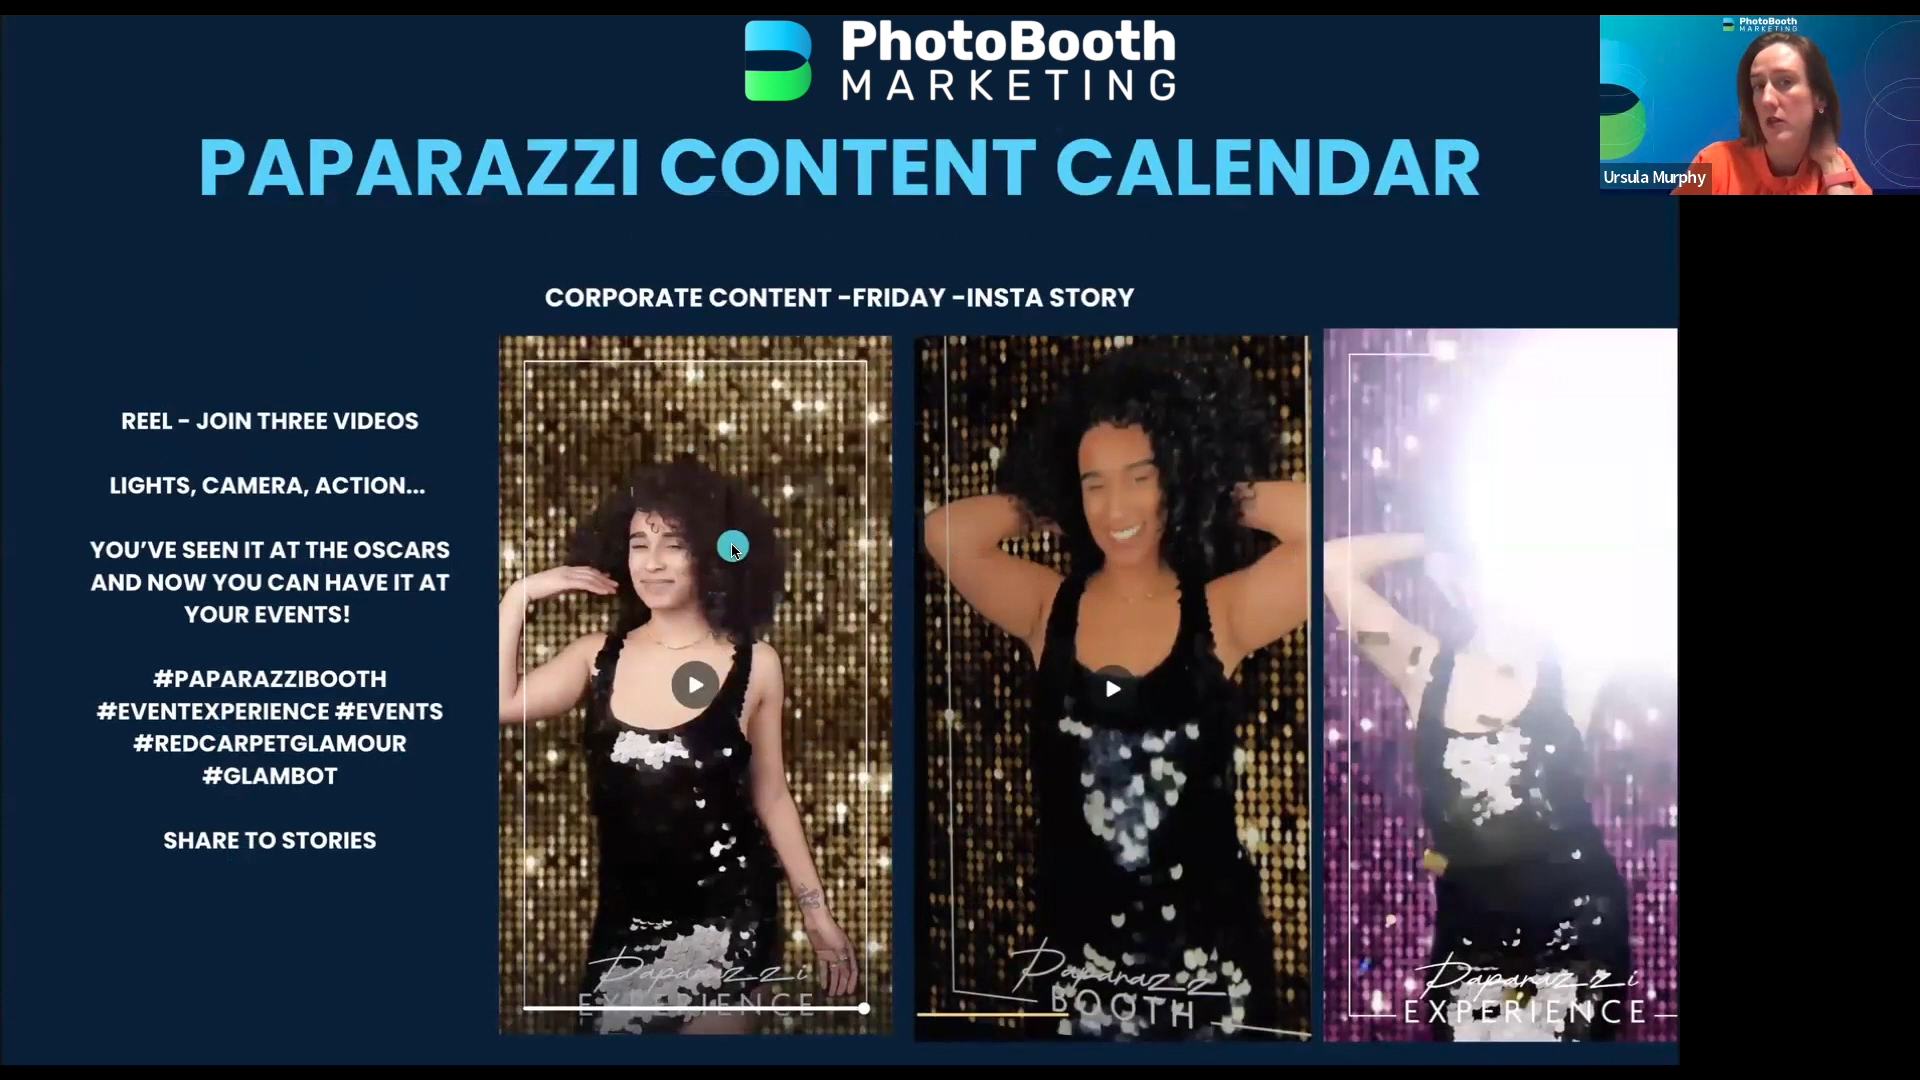 PhotoBooth
MARKETING
PhotoBooth
MARKETING
Ursula Murphy
PAPARAZZI CONTENT CALENDAR
CORPORATE CONTENT -FRIDAY -INSTA STORY
REEL - JOIN THREE VIDEOS
LIGHTS, CAMERA, ACTION...
YOU'VE SEEN IT AT THE OSCARS
AND NOW YOU CAN HAVE IT AT
YOUR EVENTS!
#PAPARAZZIBOOTH
#EVENTEXPERIENCE #EVENTS
#REDCARPETGLAMOUR
#GLAMBOT
SHARE TO STORIES
Paparazzi
EXPERIENCE
Paparazzi
BOOTH
Paparazzi
EXPERIENCE